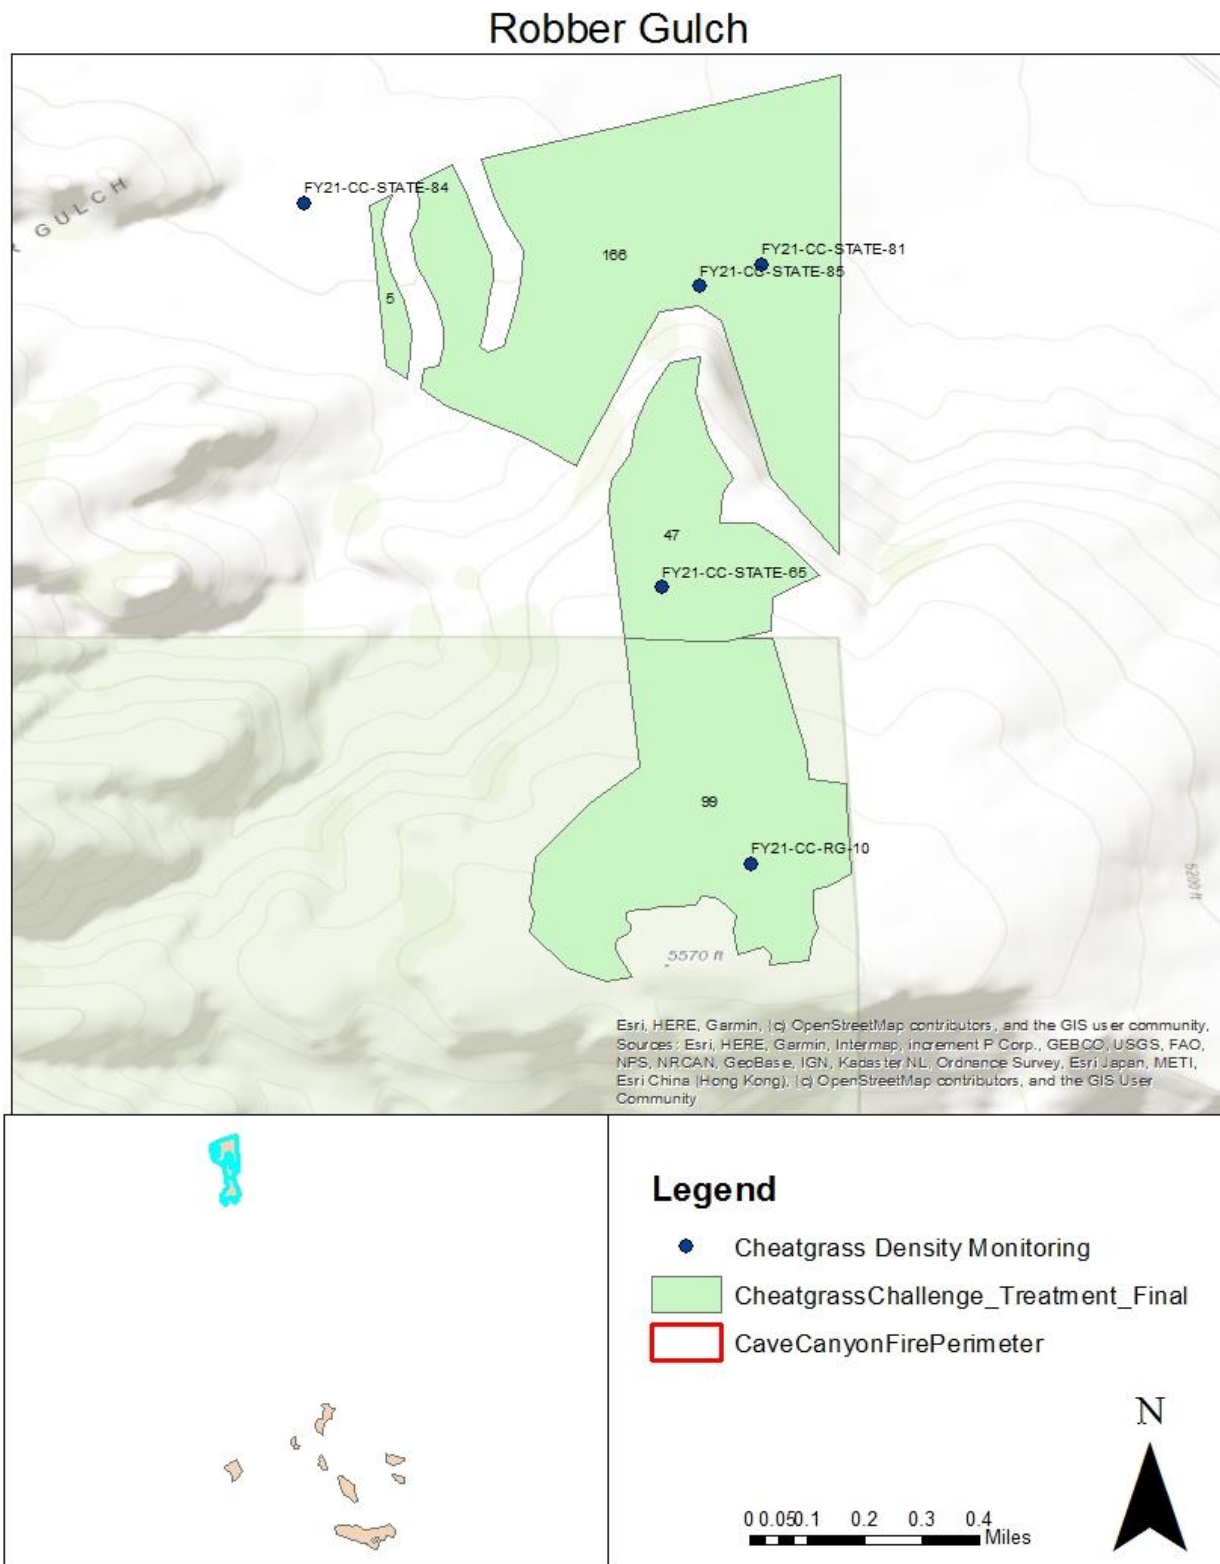 Robber Gulch
FY21-CC-STATE-84
R GULCH
FY21-CC-STATE-81
166
FY21-CC-STATE-85
5
47
FY21-CC-STATE-65
99
FY21-CC-RG-10
5200 ft
5570 ft
Esri, HERE, Garmin, (c) OpenStreetMap contributors, and the GIS user community,
Sources: Esri, HERE, Garmin, Intermap, increment P Corp., GEBCO, USGS, FAO,
NPS, NRCAN, GeoBase, IGN, Kadaster NL, Ordnance Survey, Esri Japan, METI,
Esri China (Hong Kong), (c) OpenStreetMap contributors, and the GIS User
Community
Legend
Cheatgrass Density Monitoring
CheatgrassChallenge_Treatment_Final
CaveCanyonFirePerimeter
N
0 0.05 0.1 0.2 0.3 0.4
Miles